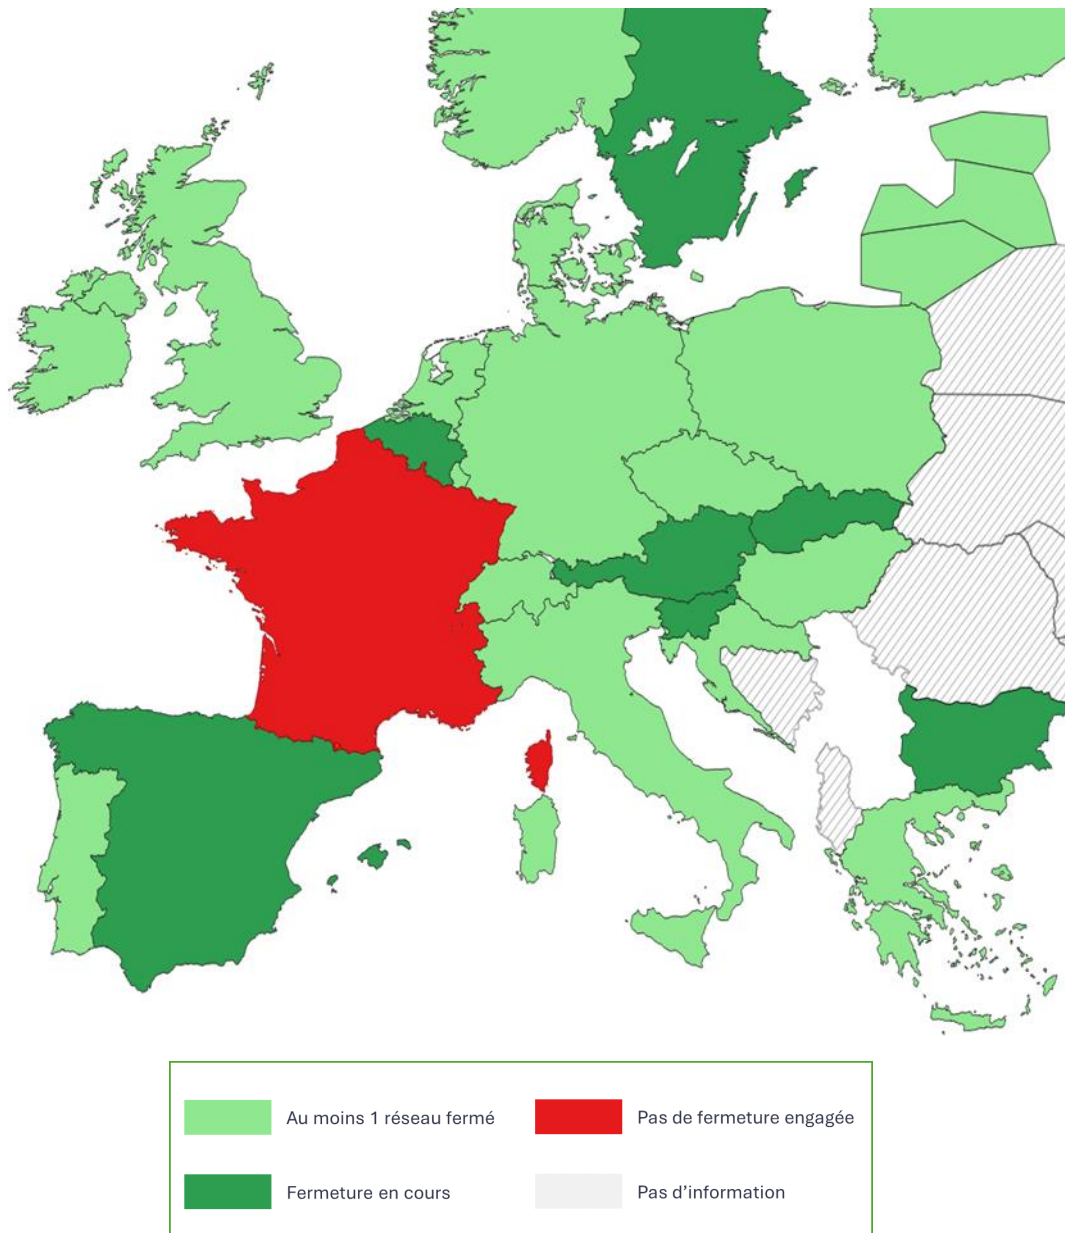 Au moins 1 réseau fermé
Pas de fermeture engagée
Fermeture en cours
Pas d’information